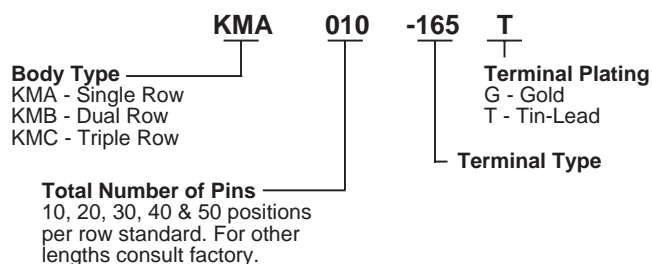 KMA 010 -165 T
Body Type
KMA - Single Row
KMB - Dual Row
KMC - Triple Row
Terminal Plating
G - Gold
T - Tin-Lead
Terminal Type
Total Number of Pins
10, 20, 30, 40 & 50 positions
per row standard. For other
lengths consult factory.